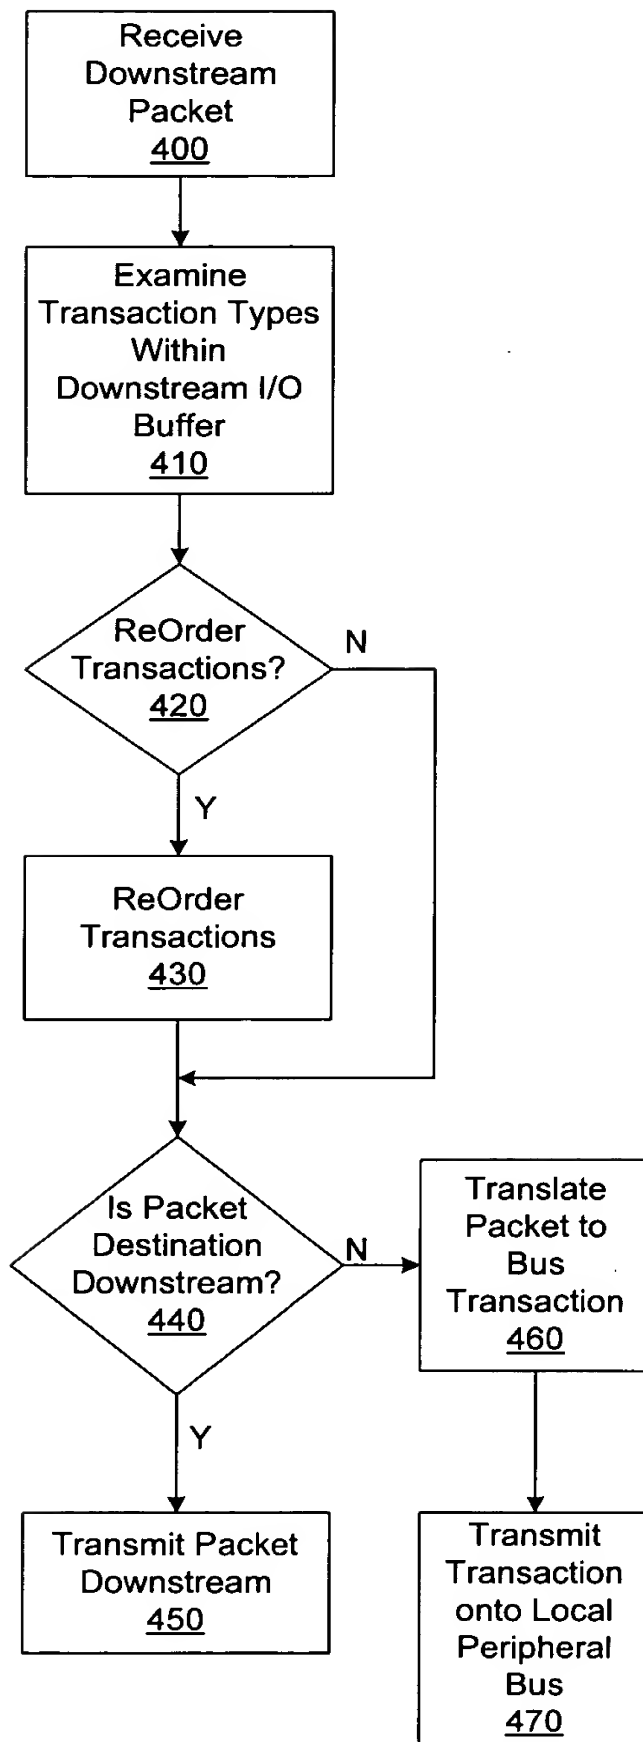 Receive
Downstream
Packet
400
Examine
Transaction Types
Within
Downstream I/O
Buffer
410
ReOrder
Transactions?
420
N
Y
ReOrder
Transactions
430
Is Packet
Destination
Downstream?
440
N
Y
Translate
Packet to
Bus
Transaction
460
Transmit Packet
Downstream
450
Transmit
Transaction
onto Local
Peripheral
Bus
470